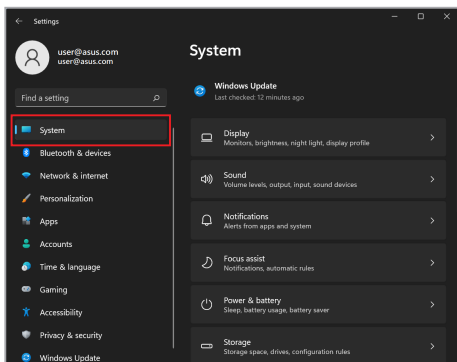 Settings
user@asus.com
user@asus.com
Find a setting
System
Bluetooth & devices
Network & internet
Personalization
Apps
Accounts
Time & language
Gaming
Accessibility
Privacy & security
Windows Update
System
Windows Update
Last checked: 12 minutes ago
Display
Monitors, brightness, night light, display profile
Sound
Volume levels, output, input, sound devices
Notifications
Alerts from apps and system
Focus assist
Notifications, automatic rules
Power & battery
Sleep, battery usage, battery saver
Storage
Storage space, drives, configuration rules